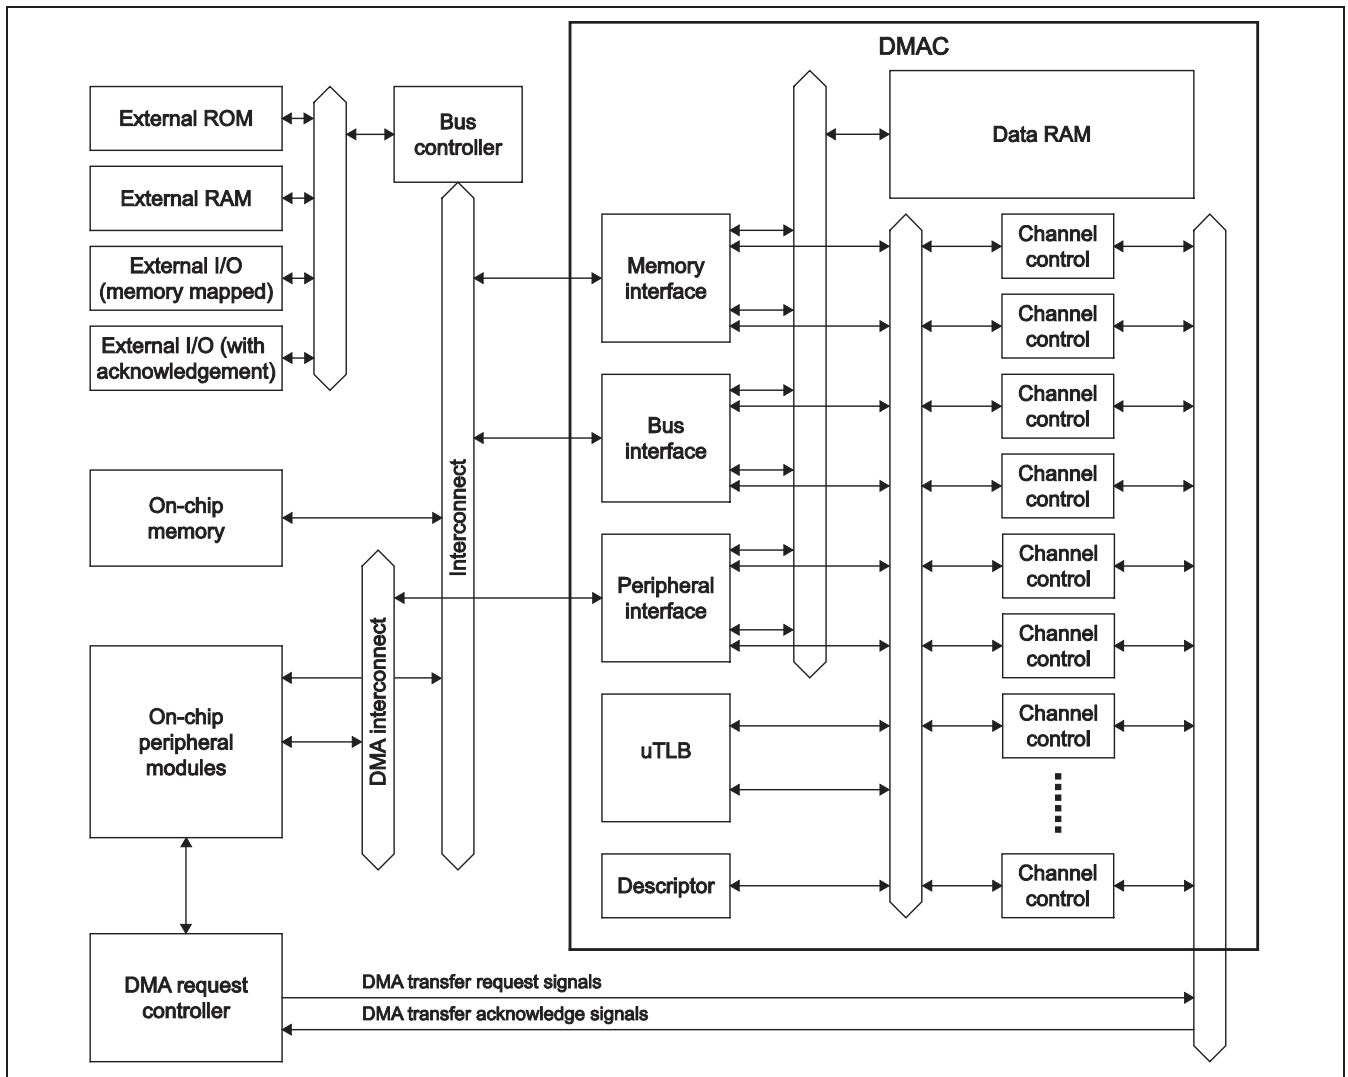 DMAC
External ROM
Bus
controller
Data RAM
External RAM
External I/O
(memory mapped)
External I/O (with
acknowledgement)
Memory
interface
Channel
control
Channel
control
Bus
interface
Channel
control
Channel
control
On-chip
memory
Interconnect
Peripheral
interface
Channel
control
Channel
control
On-chip
peripheral
modules
DMA interconnect
uTLB
Channel
control
Descriptor
Channel
control
DMA request
controller
DMA transfer request signals
DMA transfer acknowledge signals